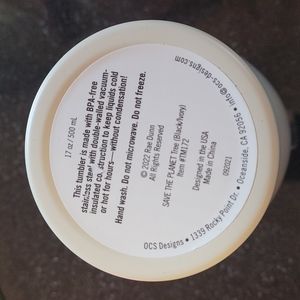 17 oz / 500 mL
This tumbler is made with BPA-free
stainless steel with double-walled vacuum-
insulated construction to keep liquids cold
or hot for hours—without condensation!
Hand wash. Do not microwave. Do not freeze.
© 2022 Rae Dunn
All Rights Reserved
SAVE THE PLANET tree (Black/Ivory)
Item #TM172
Designed in the USA
Made in China
092021
OCS Designs • 1339 Rocky Point Dr. • Oceanside, CA 92056 • info@ocs-designs.com